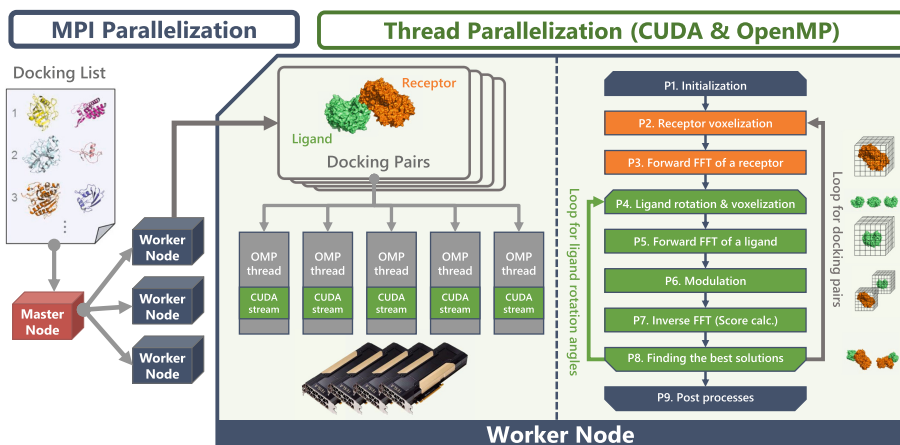 MPI Parallelization
Thread Parallelization (CUDA & OpenMP)
Docking List
1
2
3
Master
Node
Worker
Node
Worker
Node
Worker
Node
Receptor
Ligand
Docking Pairs
OMP
thread
CUDA
stream
OMP
thread
CUDA
stream
OMP
thread
CUDA
stream
OMP
thread
CUDA
stream
OMP
thread
CUDA
stream
P1. Initialization
P2. Receptor voxelization
P3. Forward FFT of a receptor
P4. Ligand rotation & voxelization
P5. Forward FFT of a ligand
P6. Modulation
P7. Inverse FFT (Score calc.)
P8. Finding the best solutions
P9. Post processes
Loop for ligand rotation
angles
Loop for docking
pairs
Worker Node